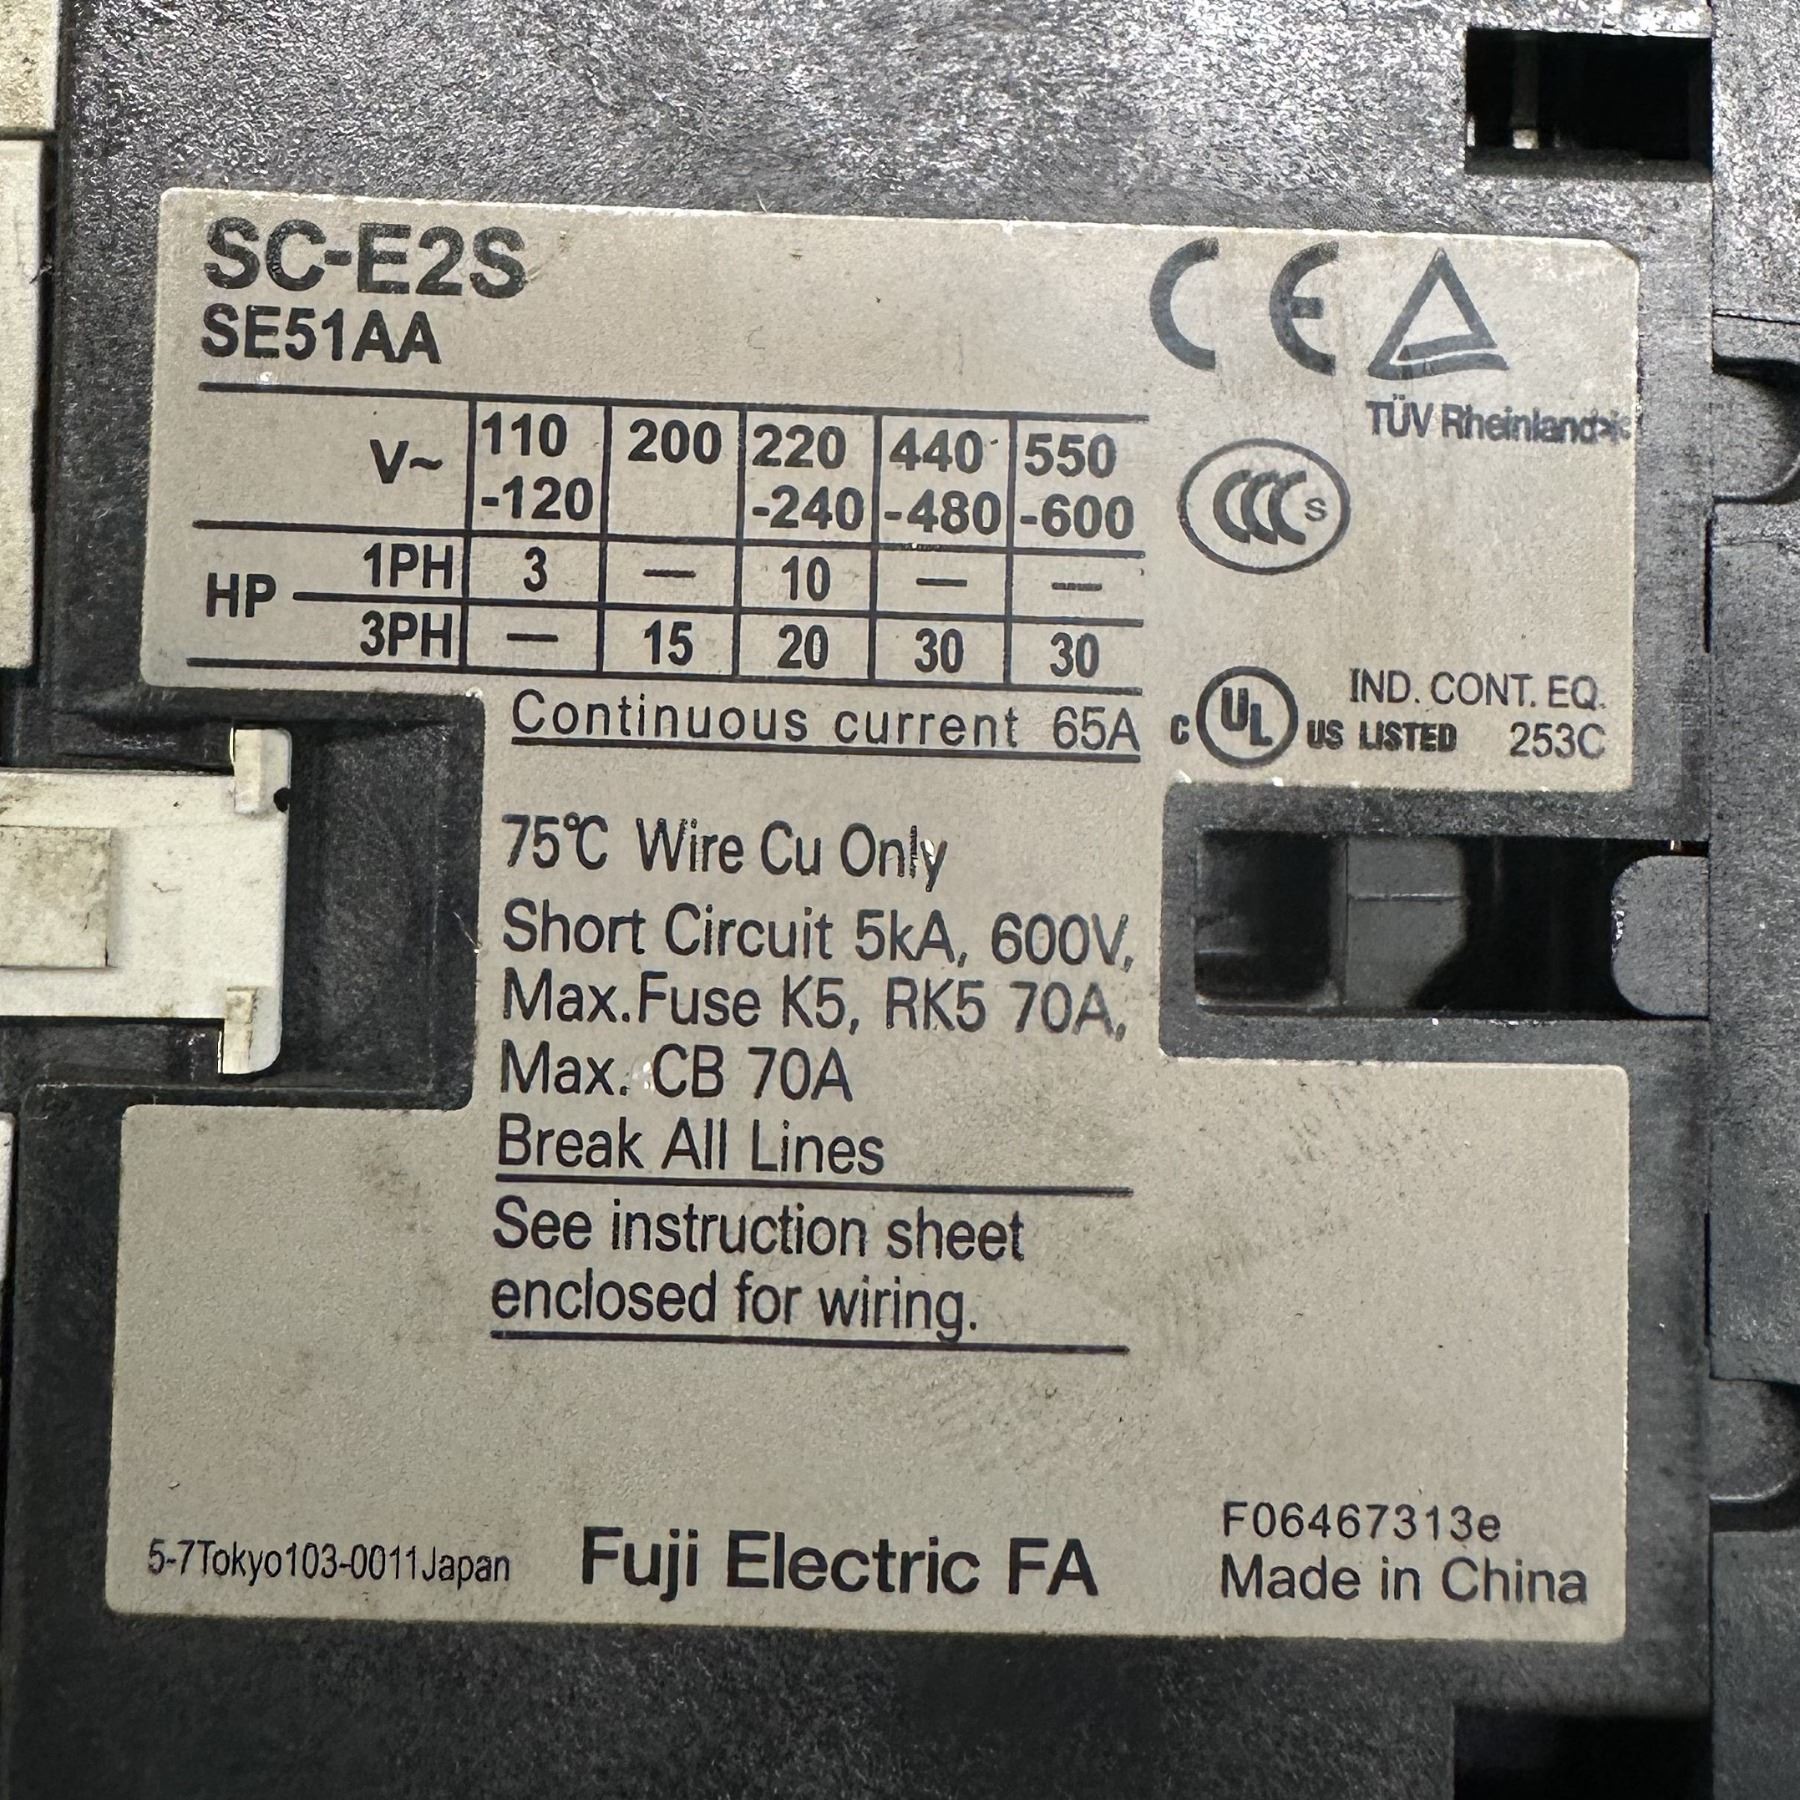 SC-E2S
SE51AA
CE
TÜV Rheinland
V~ 110-120 200 220-240 440-480 550-600
HP 1PH 3 — 10 — —
3PH — 15 20 30 30
CCC S
Continuous current 65A
C UL US LISTED IND. CONT. EQ. 253C
75℃ Wire Cu Only
Short Circuit 5kA, 600V,
Max.Fuse K5, RK5 70A,
Max. CB 70A
Break All Lines
See instruction sheet
enclosed for wiring.
5-7Tokyo103-0011Japan
Fuji Electric FA
F06467313e
Made in China